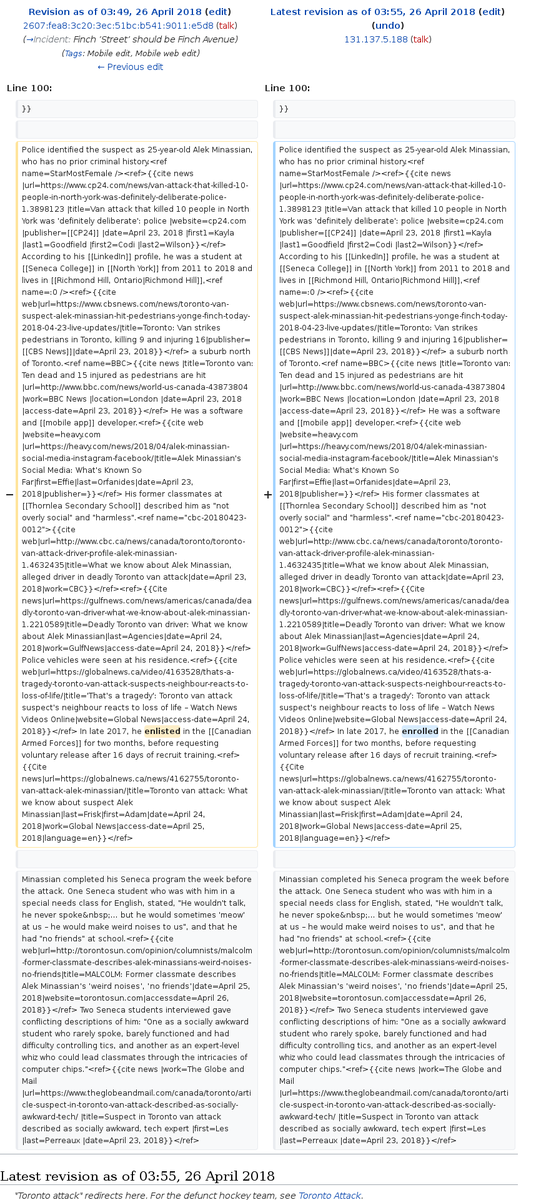 Revision as of 03:49, 26 April 2018 (edit)
2607:fea8:3c20:3ec:51bc:b541:9011:e5d8 (talk)
(→Incident: Finch 'Street' should be Finch Avenue)
(Tags: Mobile edit, Mobile web edit)
← Previous edit
Latest revision as of 03:55, 26 April 2018 (edit)
(undo)
131.137.5.188 (talk)
Line 100:
}}
Police identified the suspect as 25-year-old Alek Minassian,
who has no prior criminal history.<ref
name=StarMostFemale /><ref>{{cite news
|url=https://www.cp24.com/news/van-attack-that-killed-10-
people-in-north-york-was-definitely-deliberate-police-
1.3898123 |title=Van attack that killed 10 people in North
York was 'definitely deliberate': police |website=cp24.com
|publisher=[[CP24]] |date=April 23, 2018 |first1=Kayla
|last1=Goodfield |first2=Codi |last2=Wilson}}</ref>
According to his [[LinkedIn]] profile, he was a student at
[[Seneca College]] in [[North York]] from 2011 to 2018 and
lives in [[Richmond Hill, Ontario|Richmond Hill]],<ref
name=:0 /><ref>{{cite
web|url=https://www.cbsnews.com/news/toronto-van-
suspect-alek-minassian-hit-pedestrians-yonge-finch-today-
2018-04-23-live-updates/|title=Toronto: Van strikes
pedestrians in Toronto, killing 9 and injuring 16|publisher=
[[CBS News]]|date=April 23, 2018}}</ref> a suburb north
of Toronto.<ref name=BBC>{{cite news |title=Toronto van:
Ten dead and 15 injured as pedestrians are hit
|url=http://www.bbc.com/news/world-us-canada-43873804
|work=BBC News |location=London |date=April 23, 2018
|access-date=April 23, 2018}}</ref> He was a software
and [[mobile app]] developer.<ref>{{cite web
|website=heavy.com
|url=https://heavy.com/news/2018/04/alek-minassian-
social-media-instagram-facebook/|title=Alek Minassian's
Social Media: What's Known So
Far|first=Effie|last=Orfanides|date=April 23,
2018|publisher=}}</ref> His former classmates at
[[Thornlea Secondary School]] described him as "not
overly social" and "harmless".<ref name="cbc-20180423-
0012">{{cite
web|url=http://www.cbc.ca/news/canada/toronto/toronto-
van-attack-driver-profile-alek-minassian-
1.4632435|title=What we know about Alek Minassian,
alleged driver in deadly Toronto van attack|date=April 23,
2018|work=CBC}}</ref><ref>{{Cite
news|url=https://gulfnews.com/news/americas/canada/dea
dly-toronto-van-driver-what-we-know-about-alek-minassian-
1.2210589|title=Deadly Toronto van driver: What we know
about Alek Minassian|last=Agencies|date=April 24,
2018|work=GulfNews|access-date=April 24, 2018}}</ref>
Police vehicles were seen at his residence.<ref>{{cite
web|url=https://globalnews.ca/video/4163528/thats-a-
tragedy-toronto-van-attack-suspects-neighbour-reacts-to-
loss-of-life/|title='That's a tragedy': Toronto van attack
suspect's neighbour reacts to loss of life – Watch News
Videos Online|website=Global News|access-date=April 24,
2018}}</ref> In late 2017, he enlisted in the [[Canadian
Armed Forces]] for two months, before requesting
voluntary release after 16 days of recruit training.<ref>
{{Cite
news|url=https://globalnews.ca/news/4162755/toronto-
van-attack-alek-minassian/|title=Toronto van attack: What
we know about suspect Alek
Minassian|last=Frisk|first=Adam|date=April 24,
2018|work=Global News|access-date=April 25,
2018|language=en}}</ref>
Minassian completed his Seneca program the week before
the attack. One Seneca student who was with him in a
special needs class for English, stated, "He wouldn't talk,
he never spoke&nbsp;... but he would sometimes 'meow'
at us – he would make weird noises to us", and that he
had "no friends" at school.<ref>{{cite
web|url=http://torontosun.com/opinion/columnists/malcolm
-former-classmate-describes-alek-minassians-weird-noises-
no-friends|title=MALCOLM: Former classmate describes
Alek Minassian's 'weird noises', 'no friends'|date=April 25,
2018|website=torontosun.com|accessdate=April 26,
2018}}</ref> Two Seneca students interviewed gave
conflicting descriptions of him: "One as a socially awkward
student who rarely spoke, barely functioned and had
difficulty controlling tics, and another as an expert-level
whiz who could lead classmates through the intricacies of
computer chips."<ref>{{cite news |work=The Globe and
Mail
|url=https://www.theglobeandmail.com/canada/toronto/arti
cle-suspect-in-toronto-van-attack-described-as-socially-
awkward-tech/ |title=Suspect in Toronto van attack
described as socially awkward, tech expert |first=Les
|last=Perreaux |date=April 23, 2018}}</ref>
Line 100:
}}
Police identified the suspect as 25-year-old Alek Minassian,
who has no prior criminal history.<ref
name=StarMostFemale /><ref>{{cite news
|url=https://www.cp24.com/news/van-attack-that-killed-10-
people-in-north-york-was-definitely-deliberate-police-
1.3898123 |title=Van attack that killed 10 people in North
York was 'definitely deliberate': police |website=cp24.com
|publisher=[[CP24]] |date=April 23, 2018 |first1=Kayla
|last1=Goodfield |first2=Codi |last2=Wilson}}</ref>
According to his [[LinkedIn]] profile, he was a student at
[[Seneca College]] in [[North York]] from 2011 to 2018 and
lives in [[Richmond Hill, Ontario|Richmond Hill]],<ref
name=:0 /><ref>{{cite
web|url=https://www.cbsnews.com/news/toronto-van-
suspect-alek-minassian-hit-pedestrians-yonge-finch-today-
2018-04-23-live-updates/|title=Toronto: Van strikes
pedestrians in Toronto, killing 9 and injuring 16|publisher=
[[CBS News]]|date=April 23, 2018}}</ref> a suburb north
of Toronto.<ref name=BBC>{{cite news |title=Toronto van:
Ten dead and 15 injured as pedestrians are hit
|url=http://www.bbc.com/news/world-us-canada-43873804
|work=BBC News |location=London |date=April 23, 2018
|access-date=April 23, 2018}}</ref> He was a software
and [[mobile app]] developer.<ref>{{cite web
|website=heavy.com
|url=https://heavy.com/news/2018/04/alek-minassian-
social-media-instagram-facebook/|title=Alek Minassian's
Social Media: What's Known So
Far|first=Effie|last=Orfanides|date=April 23,
2018|publisher=}}</ref> His former classmates at
[[Thornlea Secondary School]] described him as "not
overly social" and "harmless".<ref name="cbc-20180423-
0012">{{cite
web|url=http://www.cbc.ca/news/canada/toronto/toronto-
van-attack-driver-profile-alek-minassian-
1.4632435|title=What we know about Alek Minassian,
alleged driver in deadly Toronto van attack|date=April 23,
2018|work=CBC}}</ref><ref>{{Cite
news|url=https://gulfnews.com/news/americas/canada/dea
dly-toronto-van-driver-what-we-know-about-alek-minassian-
1.2210589|title=Deadly Toronto van driver: What we know
about Alek Minassian|last=Agencies|date=April 24,
2018|work=GulfNews|access-date=April 24, 2018}}</ref>
Police vehicles were seen at his residence.<ref>{{cite
web|url=https://globalnews.ca/video/4163528/thats-a-
tragedy-toronto-van-attack-suspects-neighbour-reacts-to-
loss-of-life/|title='That's a tragedy': Toronto van attack
suspect's neighbour reacts to loss of life – Watch News
Videos Online|website=Global News|access-date=April 24,
2018}}</ref> In late 2017, he enrolled in the [[Canadian
Armed Forces]] for two months, before requesting
voluntary release after 16 days of recruit training.<ref>
{{Cite
news|url=https://globalnews.ca/news/4162755/toronto-
van-attack-alek-minassian/|title=Toronto van attack: What
we know about suspect Alek
Minassian|last=Frisk|first=Adam|date=April 24,
2018|work=Global News|access-date=April 25,
2018|language=en}}</ref>
Minassian completed his Seneca program the week before
the attack. One Seneca student who was with him in a
special needs class for English, stated, "He wouldn't talk,
he never spoke&nbsp;... but he would sometimes 'meow'
at us – he would make weird noises to us", and that he
had "no friends" at school.<ref>{{cite
web|url=http://torontosun.com/opinion/columnists/malcolm
-former-classmate-describes-alek-minassians-weird-noises-
no-friends|title=MALCOLM: Former classmate describes
Alek Minassian's 'weird noises', 'no friends'|date=April 25,
2018|website=torontosun.com|accessdate=April 26,
2018}}</ref> Two Seneca students interviewed gave
conflicting descriptions of him: "One as a socially awkward
student who rarely spoke, barely functioned and had
difficulty controlling tics, and another as an expert-level
whiz who could lead classmates through the intricacies of
computer chips."<ref>{{cite news |work=The Globe and
Mail
|url=https://www.theglobeandmail.com/canada/toronto/arti
cle-suspect-in-toronto-van-attack-described-as-socially-
awkward-tech/ |title=Suspect in Toronto van attack
described as socially awkward, tech expert |first=Les
|last=Perreaux |date=April 23, 2018}}</ref>
Latest revision as of 03:55, 26 April 2018
"Toronto attack" redirects here. For the defunct hockey team, see Toronto Attack.